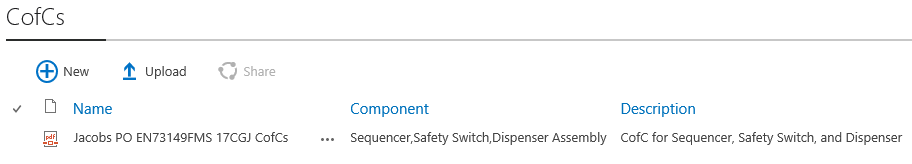 CofCs
New Upload Share
Name Component Description
Jacobs PO EN73149FMS 17CGJ CofCs ... Sequencer,Safety Switch,Dispenser Assembly CofC for Sequencer, Safety Switch, and Dispenser